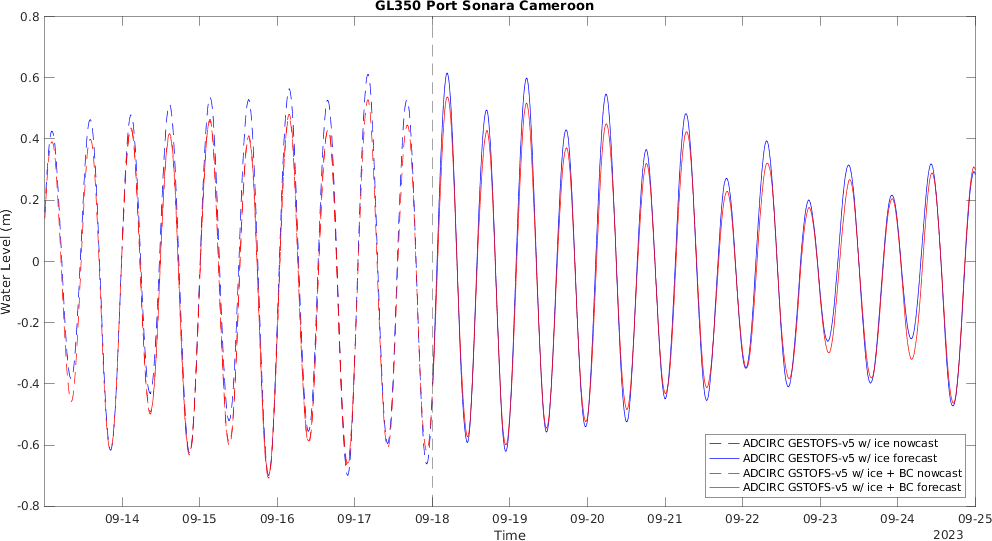 GL350 Port Sonara Cameroon
0.8
0.6
0.4
0.2
0
-0.2
-0.4
-0.6
-0.8
Water Level (m)
ADCIRC GESTOFS-v5 w/ ice nowcast
ADCIRC GESTOFS-v5 w/ ice forecast
ADCIRC GSTOFS-v5 w/ ice + BC nowcast
ADCIRC GSTOFS-v5 w/ ice + BC forecast
09-14 09-15 09-16 09-17 09-18 09-19 09-20 09-21 09-22 09-23 09-24 09-25
Time
2023